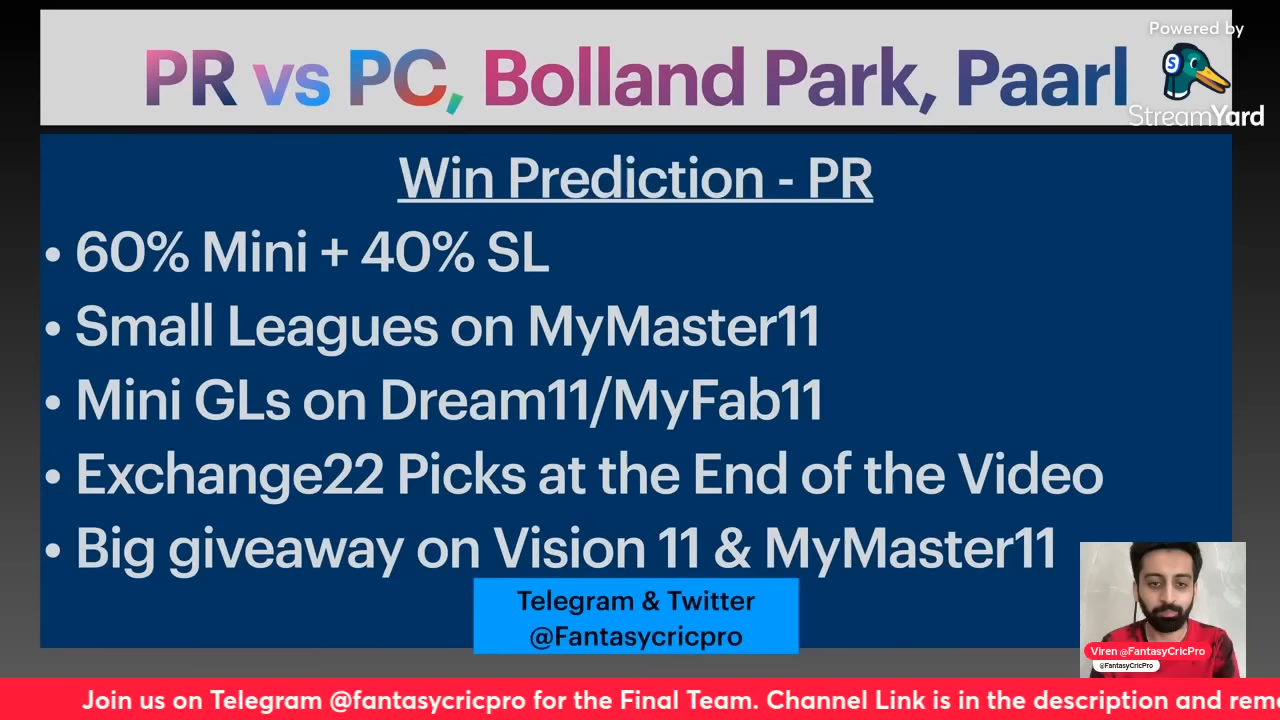 Powered by
StreamYard
PR vs PC, Bolland Park, Paarl
Win Prediction - PR
• 60% Mini + 40% SL
• Small Leagues on MyMaster11
• Mini GLs on Dream11/MyFab11
• Exchange22 Picks at the End of the Video
• Big giveaway on Vision 11 & MyMaster11
Telegram & Twitter
@Fantasycricpro
Viren @FantasyCricPro
@FantasyCricPro
Join us on Telegram @fantasycricpro for the Final Team. Channel Link is in the description and rem